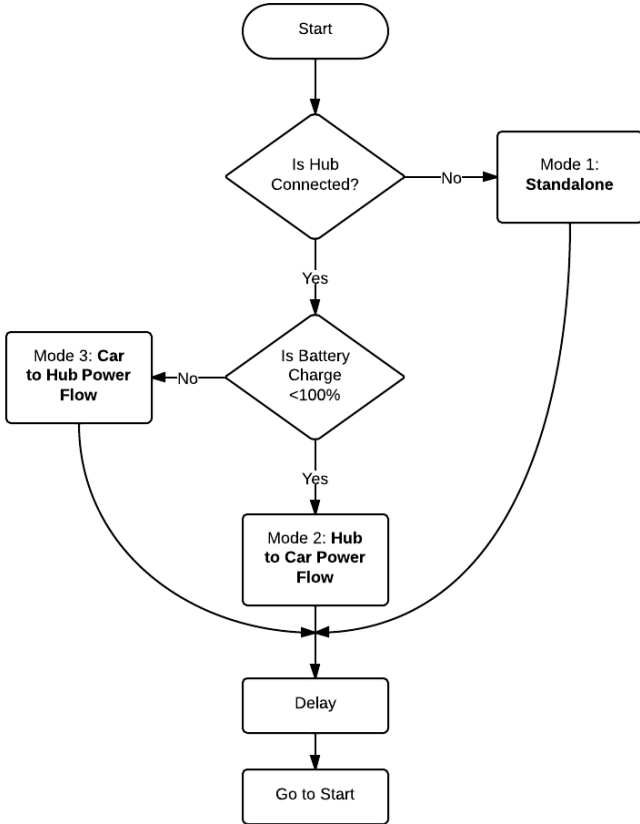 Start
Is Hub
Connected?
No
Mode 1:
Standalone
Yes
Mode 3: Car
to Hub Power
Flow
No
Is Battery
Charge
<100%
Yes
Mode 2: Hub
to Car Power
Flow
Delay
Go to Start